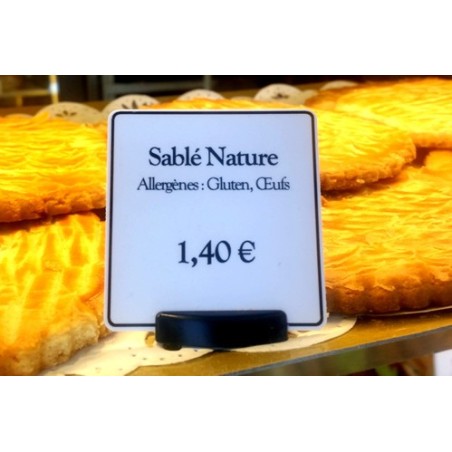 Sablé Nature
Allergènes : Gluten, Œufs
1,40 €